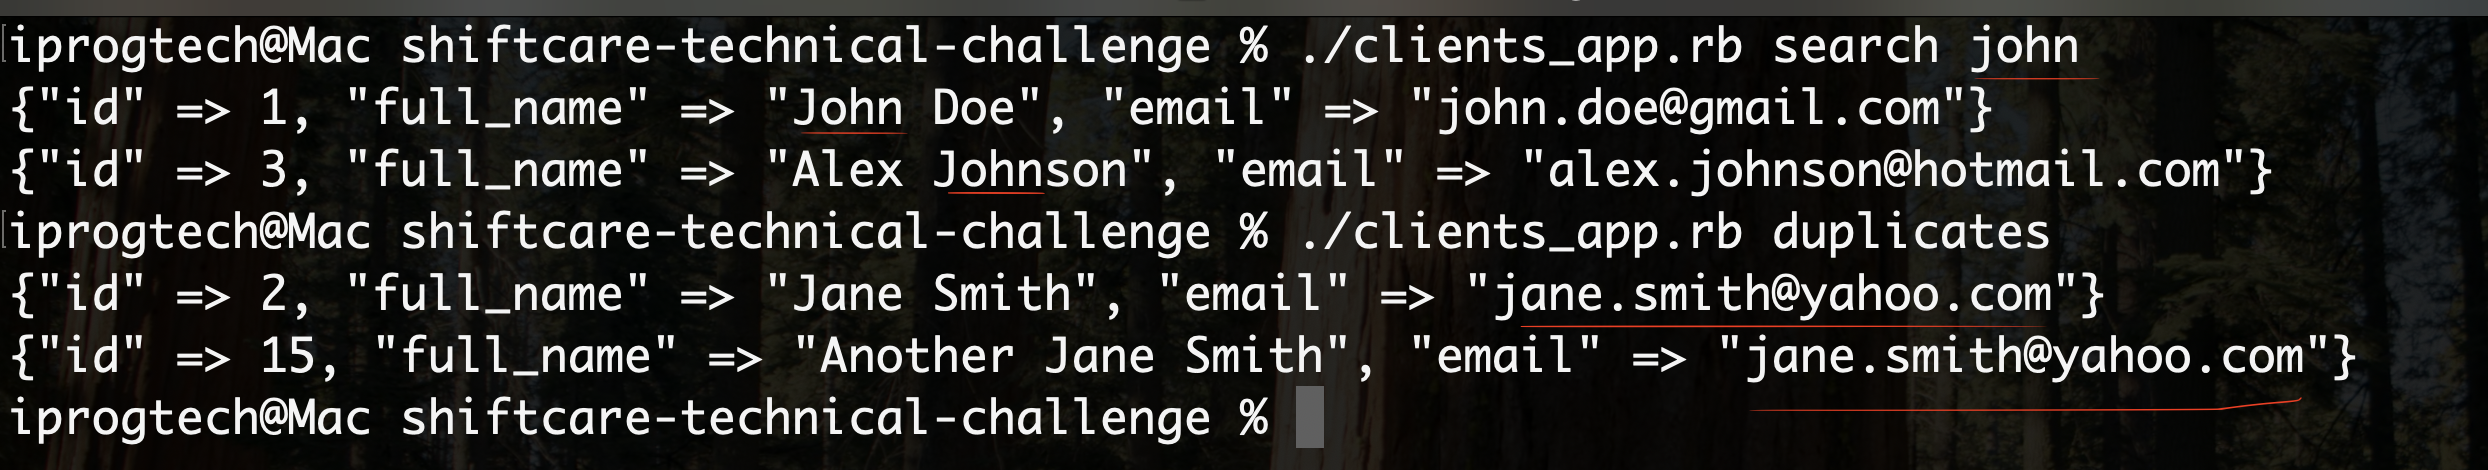 iprogtech@Mac shiftcare-technical-challenge % ./clients_app.rb search john
{"id" => 1, "full_name" => "John Doe", "email" => "john.doe@gmail.com"}
{"id" => 3, "full_name" => "Alex Johnson", "email" => "alex.johnson@hotmail.com"}
iprogtech@Mac shiftcare-technical-challenge % ./clients_app.rb duplicates
{"id" => 2, "full_name" => "Jane Smith", "email" => "jane.smith@yahoo.com"}
{"id" => 15, "full_name" => "Another Jane Smith", "email" => "jane.smith@yahoo.com"}
iprogtech@Mac shiftcare-technical-challenge %